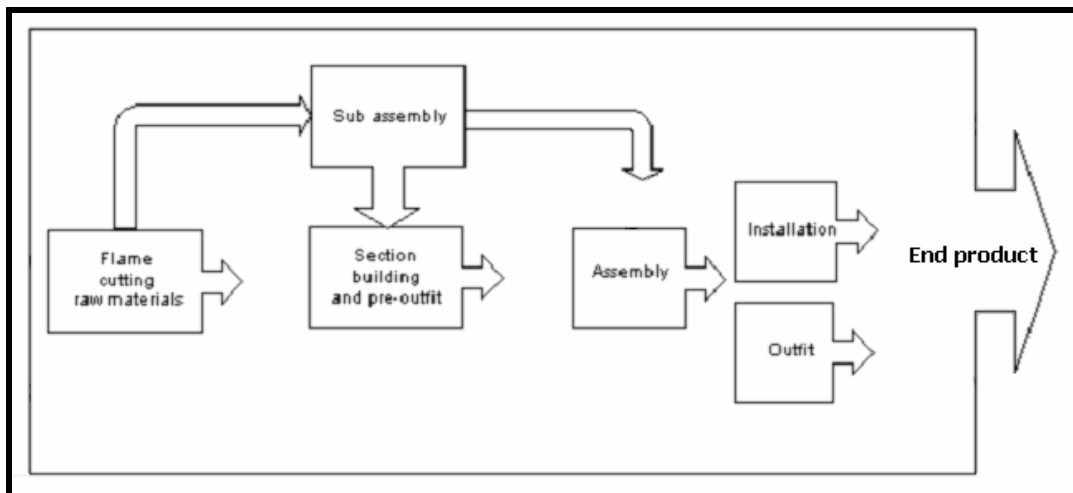 Sub assembly
Flame
cutting
raw materials
Section
building
and pre-outfit
Assembly
Installation
Outfit
End product